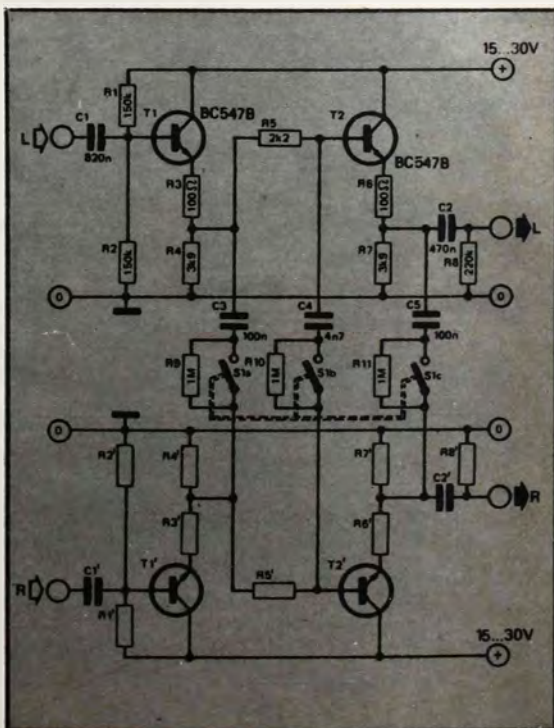 15...30V
+
R1
150k
T1
BC547B
T2
C1
R5
2k2
L
820n
BC547B
R3
100Ω
R6
100Ω
C2
L
R2
150k
R4
3k9
R7
3k9
470n
R8
220k
0
0
C3
C4
C5
100n
4n7
100n
R9
1M
S1a
R10
1M
S1b
R11
1M
S1c
0
0
R2'
R4'
R7'
R8'
C2'
R
R3'
R6'
T1'
T2'
R
C1'
R5'
R1'
15...30V
+